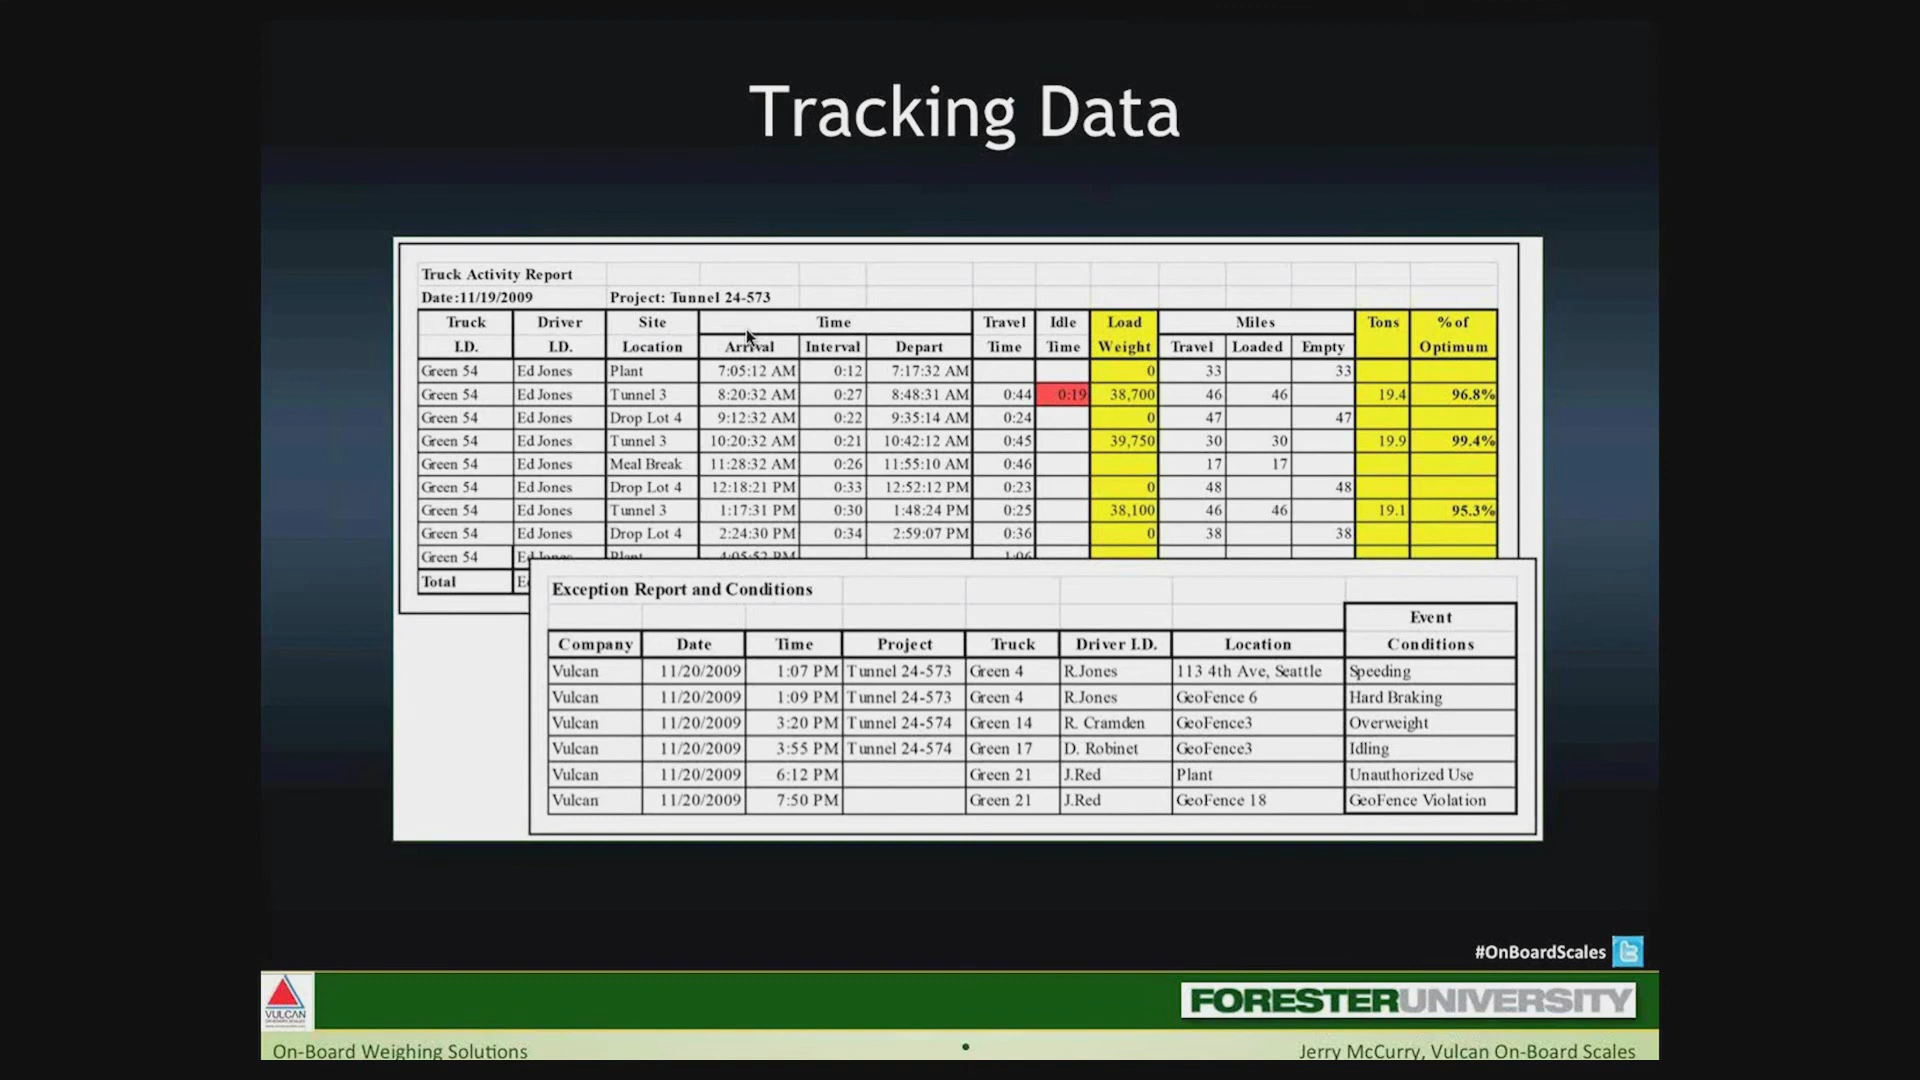 Tracking Data
Truck Activity Report
Date:11/19/2009 Project: Tunnel 24-573
Truck Driver Site Time Travel Idle Load Miles Tons % of
I.D. I.D. Location Arrival Interval Depart Time Time Weight Travel Loaded Empty Optimum
Green 54 Ed Jones Plant 7:05:12 AM 0:12 7:17:32 AM 0 33 33
Green 54 Ed Jones Tunnel 3 8:20:32 AM 0:27 8:48:31 AM 0:44 0:19 38,700 46 46 19.4 96.8%
Green 54 Ed Jones Drop Lot 4 9:12:32 AM 0:22 9:35:14 AM 0:24 0 47 47
Green 54 Ed Jones Tunnel 3 10:20:32 AM 0:21 10:42:12 AM 0:45 39,750 30 30 19.9 99.4%
Green 54 Ed Jones Meal Break 11:28:32 AM 0:26 11:55:10 AM 0:46 17 17
Green 54 Ed Jones Drop Lot 4 12:18:21 PM 0:33 12:52:12 PM 0:23 0 48 48
Green 54 Ed Jones Tunnel 3 1:17:31 PM 0:30 1:48:24 PM 0:25 38,100 46 46 19.1 95.3%
Green 54 Ed Jones Drop Lot 4 2:24:30 PM 0:34 2:59:07 PM 0:36 0 38 38
Green 54 Ed Jones Plant 4:05:52 PM 1:06
Total
Exception Report and Conditions
Event
Company Date Time Project Truck Driver I.D. Location Conditions
Vulcan 11/20/2009 1:07 PM Tunnel 24-573 Green 4 R.Jones 113 4th Ave, Seattle Speeding
Vulcan 11/20/2009 1:09 PM Tunnel 24-573 Green 4 R.Jones GeoFence 6 Hard Braking
Vulcan 11/20/2009 3:20 PM Tunnel 24-574 Green 14 R. Cramden GeoFence3 Overweight
Vulcan 11/20/2009 3:55 PM Tunnel 24-574 Green 17 D. Robinet GeoFence3 Idling
Vulcan 11/20/2009 6:12 PM Green 21 J.Red Plant Unauthorized Use
Vulcan 11/20/2009 7:50 PM Green 21 J.Red GeoFence 18 GeoFence Violation
#OnBoardScales
VULCAN
FORESTERUNIVERSITY
On-Board Weighing Solutions
Jerry McCurry, Vulcan On-Board Scales